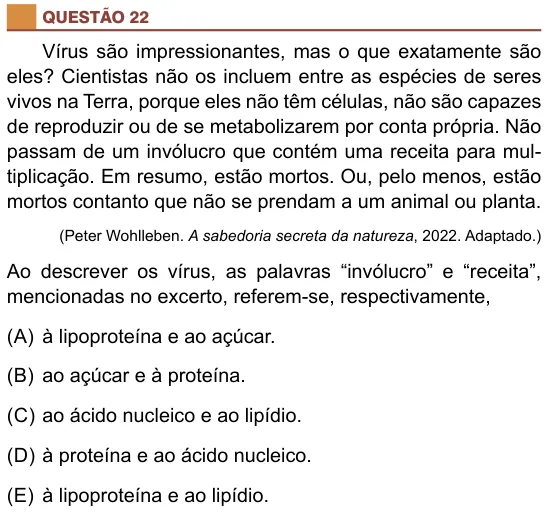 QUESTÃO 22
Vírus são impressionantes, mas o que exatamente são
eles? Cientistas não os incluem entre as espécies de seres
vivos na Terra, porque eles não têm células, não são capazes
de reproduzir ou de se metabolizarem por conta própria. Não
passam de um invólucro que contém uma receita para mul-
tiplicação. Em resumo, estão mortos. Ou, pelo menos, estão
mortos contanto que não se prendam a um animal ou planta.
(Peter Wohlleben. A sabedoria secreta da natureza, 2022. Adaptado.)
Ao descrever os vírus, as palavras “invólucro” e “receita”,
mencionadas no excerto, referem-se, respectivamente,
(A) à lipoproteína e ao açúcar.
(B) ao açúcar e à proteína.
(C) ao ácido nucleico e ao lipídio.
(D) à proteína e ao ácido nucleico.
(E) à lipoproteína e ao lipídio.